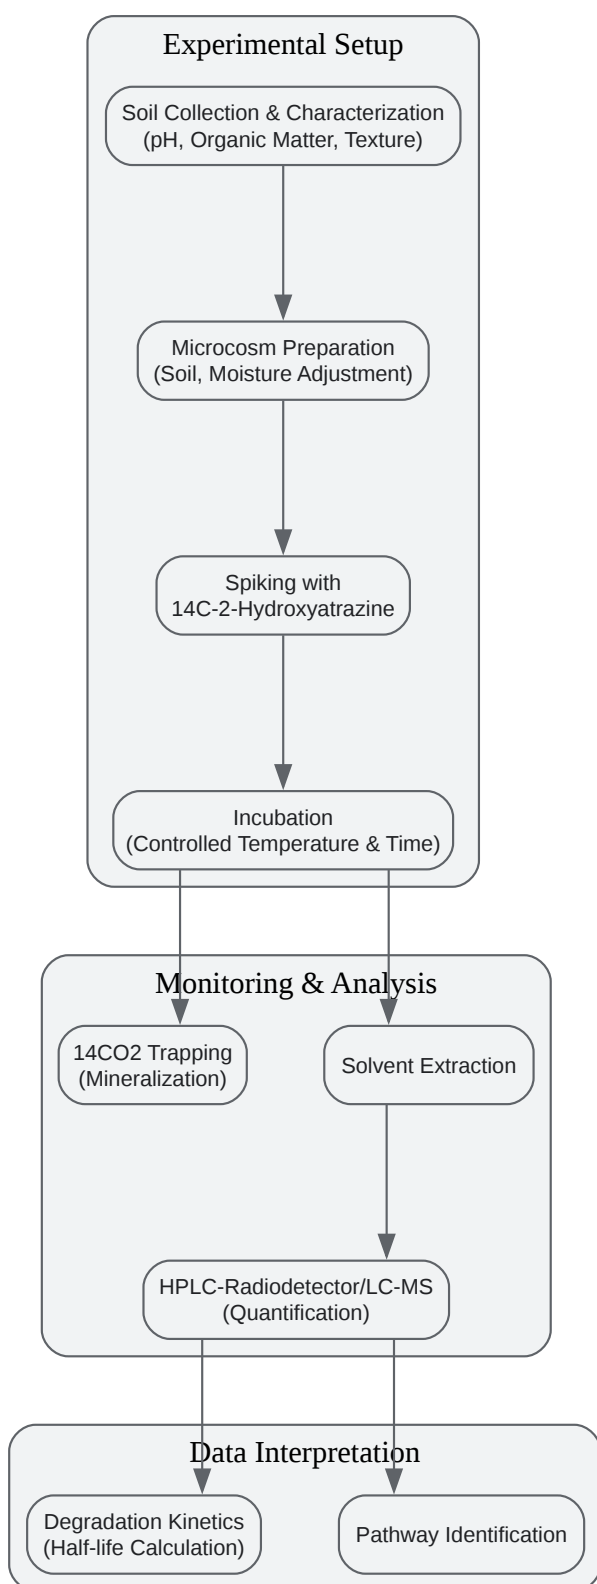 Experimental Setup
Soil Collection & Characterization
(pH, Organic Matter, Texture)
Microcosm Preparation
(Soil, Moisture Adjustment)
Spiking with
14C-2-Hydroxyatrazine
Incubation
(Controlled Temperature & Time)
Monitoring & Analysis
14CO2 Trapping
(Mineralization)
Solvent Extraction
HPLC-Radiodetector/LC-MS
(Quantification)
Data Interpretation
Degradation Kinetics
(Half-life Calculation)
Pathway Identification